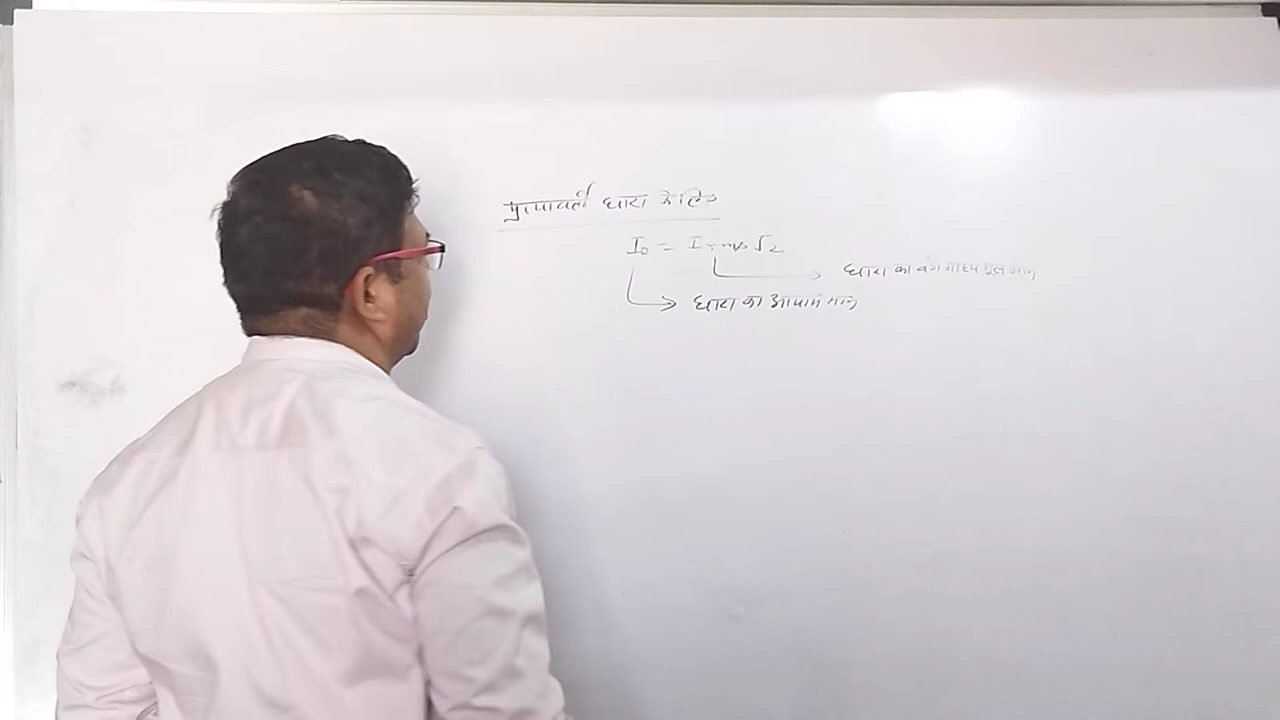 प्रत्यावर्ती धारा के लिए
I₀ = Irms √2
धारा का वर्ग माध्य मूल मान
धारा का आयाम मान